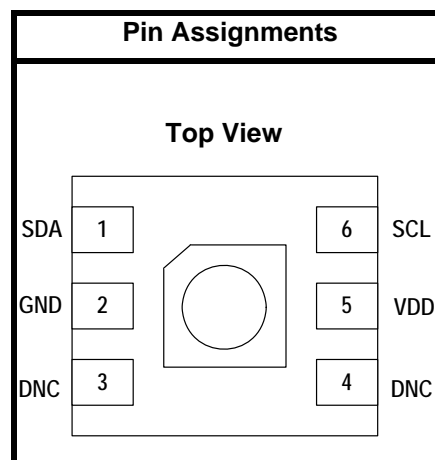 Pin Assignments
Top View
SDA 1 6 SCL
GND 2 5 VDD
DNC 3 4 DNC